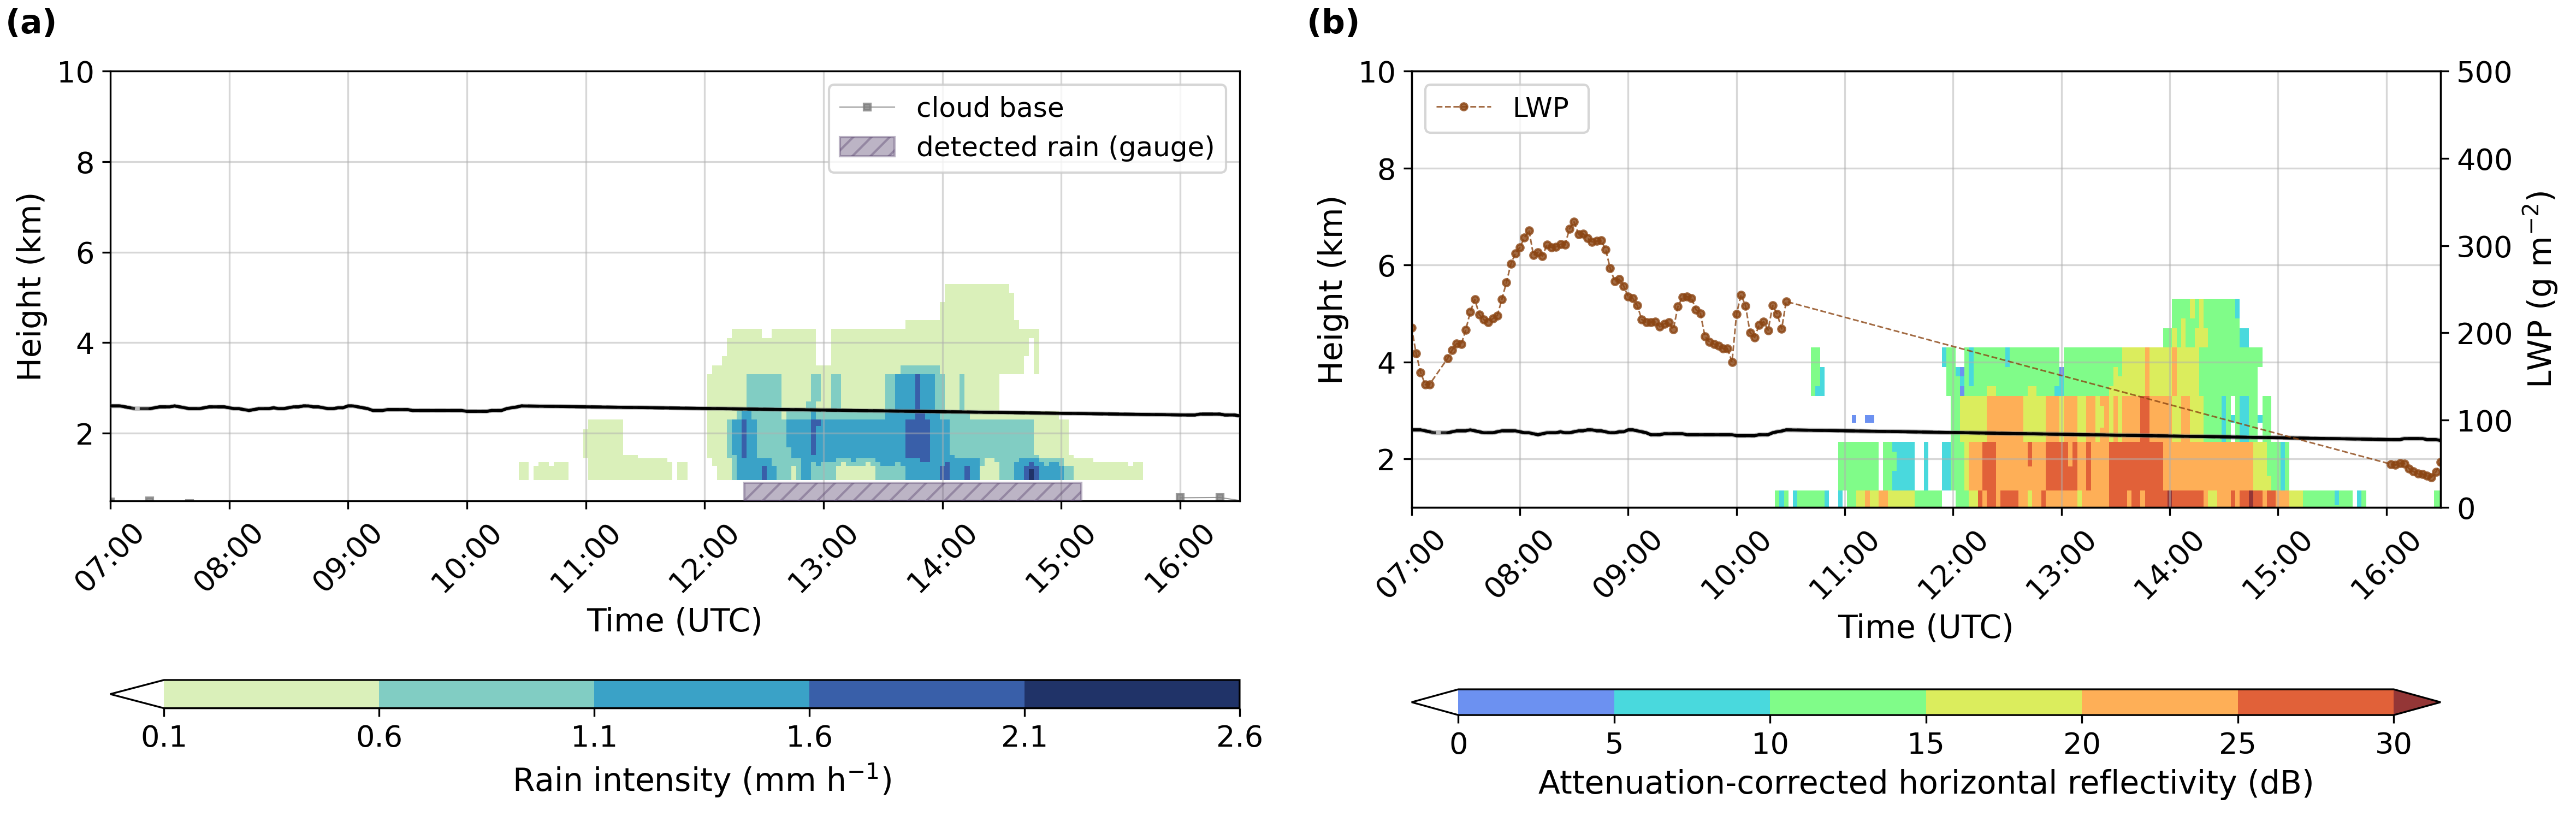 (a)
10
8
6
4
2
Height (km)
cloud base
detected rain (gauge)
07:00 08:00 09:00 10:00 11:00 12:00 13:00 14:00 15:00 16:00
Time (UTC)
0.1 0.6 1.1 1.6 2.1 2.6
Rain intensity (mm h⁻¹)
(b)
10
8
6
4
2
Height (km)
LWP
500
400
300
200
100
0
LWP (g m⁻²)
07:00 08:00 09:00 10:00 11:00 12:00 13:00 14:00 15:00 16:00
Time (UTC)
0 5 10 15 20 25 30
Attenuation-corrected horizontal reflectivity (dB)